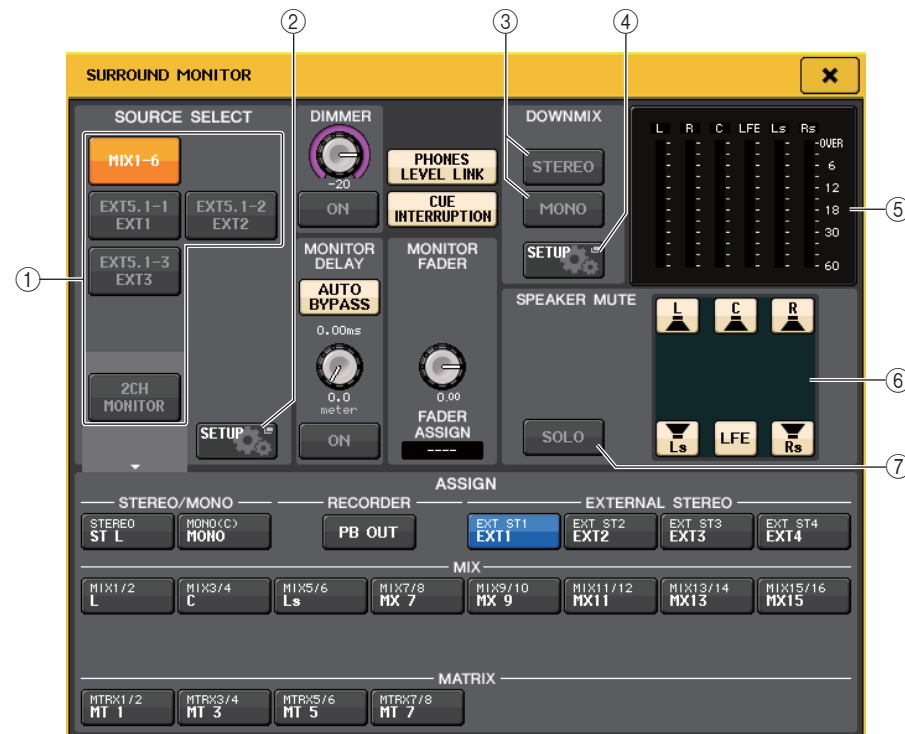 ② ③ ④
SURROUND MONITOR
SOURCE SELECT
MIX1-6
EXT5.1-1
EXT1
EXT5.1-2
EXT2
EXT5.1-3
EXT3
2CH
MONITOR
SETUP
①
DIMMER
-20
ON
PHONES
LEVEL LINK
CUE
INTERRUPTION
MONITOR
DELAY
AUTO
BYPASS
0.00ms
0.0
meter
ON
MONITOR
FADER
0.00
FADER
ASSIGN
----
DOWNMIX
STEREO
MONO
SETUP
L R C LFE Ls Rs
OVER
6
12
18
30
60
⑤
SPEAKER MUTE
L C R
Ls LFE Rs
SOLO
⑥
⑦
ASSIGN
STEREO/MONO
RECORDER
EXTERNAL STEREO
STEREO
ST L
MONO(C)
MONO
PB OUT
EXT ST1
EXT1
EXT ST2
EXT2
EXT ST3
EXT3
EXT ST4
EXT4
MIX
MIX1/2
L
MIX3/4
C
MIX5/6
Ls
MIX7/8
MX 7
MIX9/10
MX 9
MIX11/12
MX11
MIX13/14
MX13
MIX15/16
MX15
MATRIX
MTRX1/2
MT 1
MTRX3/4
MT 3
MTRX5/6
MT 5
MTRX7/8
MT 7